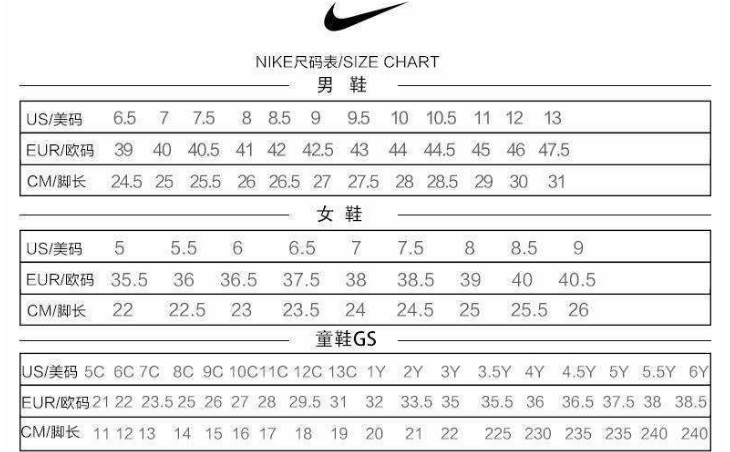 NIKE尺码表/SIZE CHART
男 鞋
US/美码 6.5 7 7.5 8 8.5 9 9.5 10 10.5 11 12 13
EUR/欧码 39 40 40.5 41 42 42.5 43 44 44.5 45 46 47.5
CM/脚长 24.5 25 25.5 26 26.5 27 27.5 28 28.5 29 30 31
女 鞋
US/美码 5 5.5 6 6.5 7 7.5 8 8.5 9
EUR/欧码 35.5 36 36.5 37.5 38 38.5 39 40 40.5
CM/脚长 22 22.5 23 23.5 24 24.5 25 25.5 26
童鞋GS
US/美码 5C 6C 7C 8C 9C 10C 11C 12C 13C 1Y 2Y 3Y 3.5Y 4Y 4.5Y 5Y 5.5Y 6Y
EUR/欧码 21 22 23.5 25 26 27 28 29.5 31 32 33.5 35 35.5 36 36.5 37.5 38 38.5
CM/脚长 11 12 13 14 15 16 17 18 19 20 21 22 225 230 235 235 240 240